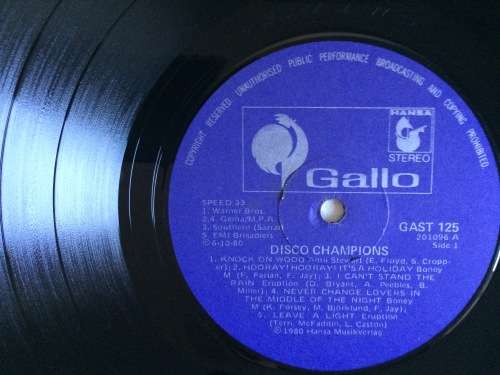 COPYRIGHT RESERVED. UNAUTHORISED PUBLIC PERFORMANCE BROADCASTING AND COPYING PROHIBITED.
HANSA
STEREO
Gallo
SPEED 33
1. Warner Bros.
2.4. Gema/M.P.A.
3. Southern
5. EMI Brigadiers
℗6-10-80
GAST 125
201096 A
Side 1
DISCO CHAMPIONS
1. KNOCK ON WOOD Amii Stewart (E. Floyd, S. Cropp-
er); 2. HOORAY! HOORAY! IT'S A HOLIDAY Boney
M (F. Farian, F. Jay); 3. I CAN'T STAND THE
RAIN Eruption (D. Bryant, A. Peebles, B.
Miller); 4. NEVER CHANGE LOVERS IN
THE MIDDLE OF THE NIGHT Boney
M (K. Forsey, M. Bjorklund, F. Jay);
5. LEAVE A LIGHT Eruption
(Terri McFaddin, L. Caston)
℗ 1980 Hansa Musikverlag